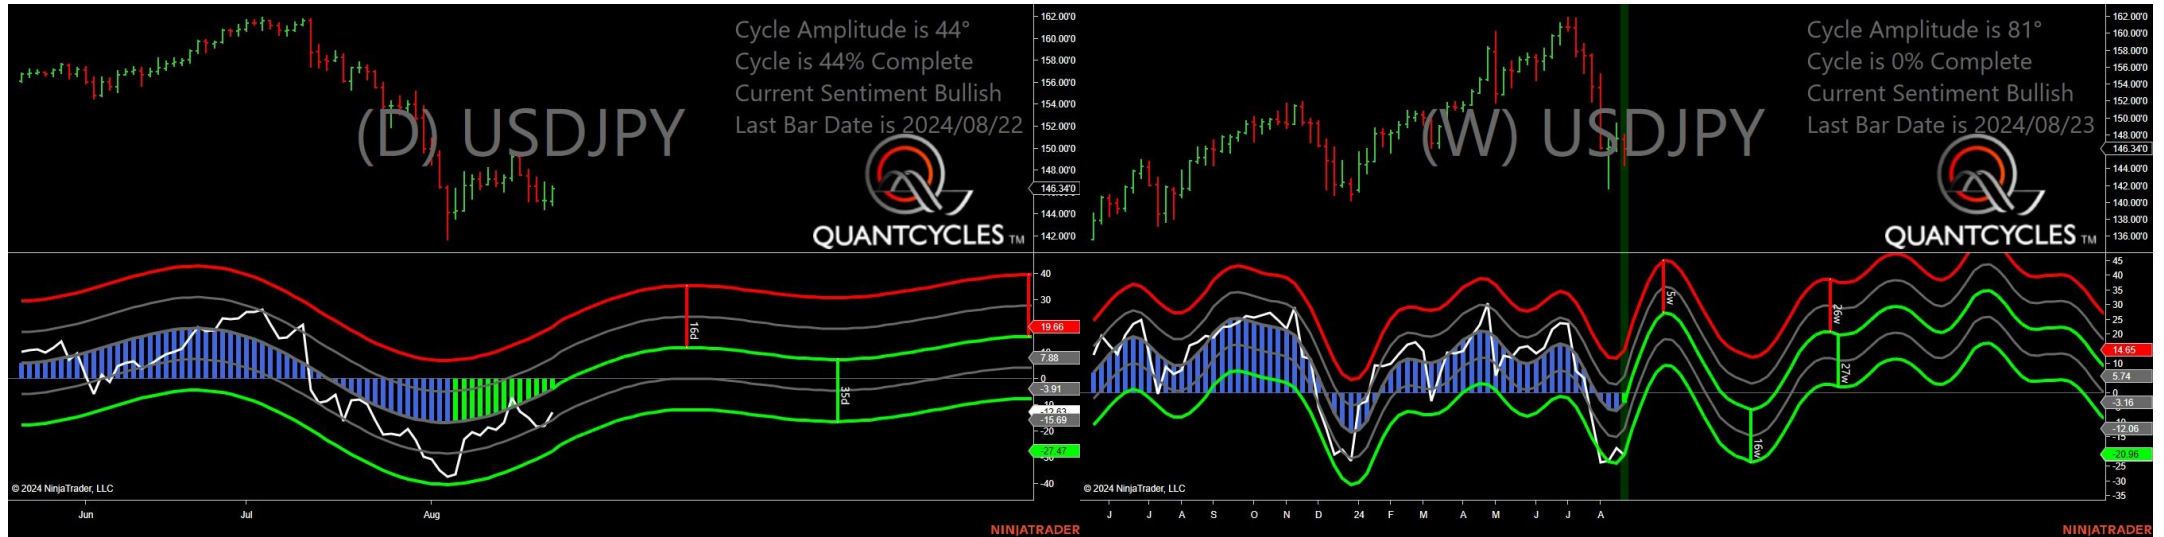 Cycle Amplitude is 44°
Cycle is 44% Complete
Current Sentiment Bullish
Last Bar Date is 2024/08/22
(D) USDJPY
QUANTCYCLES TM
162.00'0
160.00'0
158.00'0
156.00'0
154.00'0
152.00'0
150.00'0
148.00'0
146.34'0
144.00'0
142.00'0
40
30
19.66
7.88
0
-3.91
-12.63
-15.69
-20
-27.47
-40
16d
35d
© 2024 NinjaTrader, LLC
Jun Jul Aug
NINJATRADER
Cycle Amplitude is 81°
Cycle is 0% Complete
Current Sentiment Bullish
Last Bar Date is 2024/08/23
(W) USDJPY
QUANTCYCLES TM
162.00'0
160.00'0
158.00'0
156.00'0
154.00'0
152.00'0
150.00'0
148.00'0
146.34'0
144.00'0
142.00'0
140.00'0
138.00'0
136.00'0
45
40
35
30
25
20
14.65
5.74
0
-3.16
-12.06
-15
-20.96
-25
-30
-35
5w
26w
27w
16w
© 2024 NinjaTrader, LLC
J J A S O N D 24 F M A M J J A
NINJATRADER